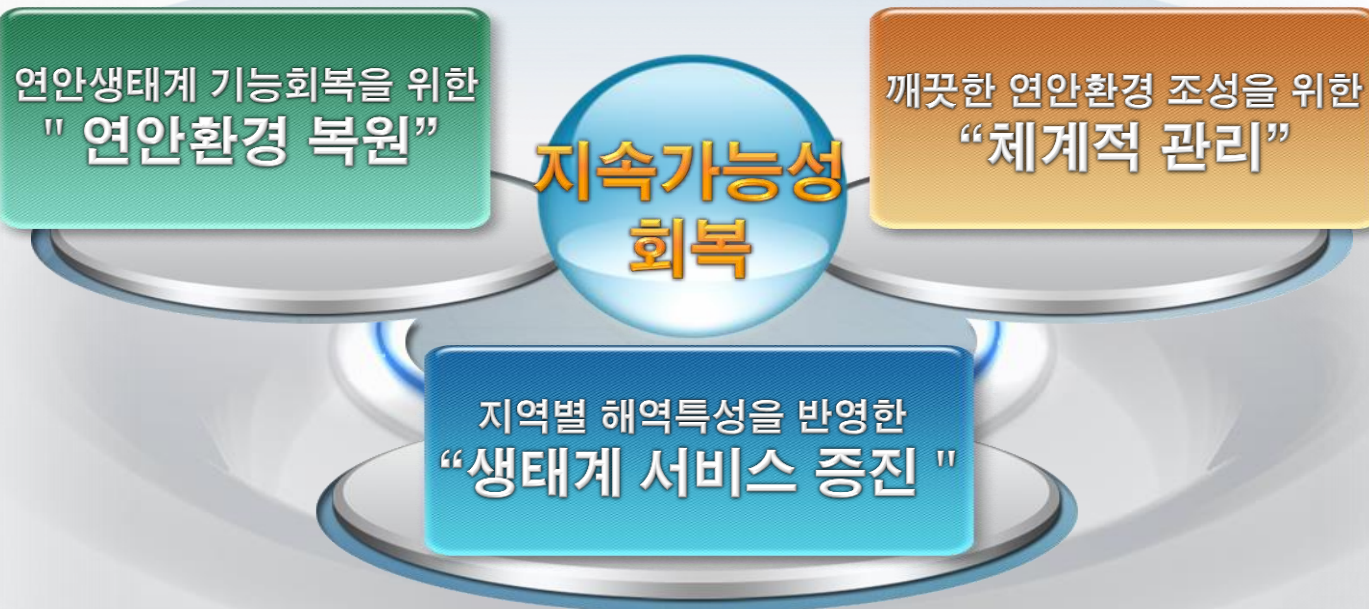 연안생태계 기능회복을 위한
" 연안환경 복원”
지속가능성
회복
깨끗한 연안환경 조성을 위한
“체계적 관리”
지역별 해역특성을 반영한
“생태계 서비스 증진 "